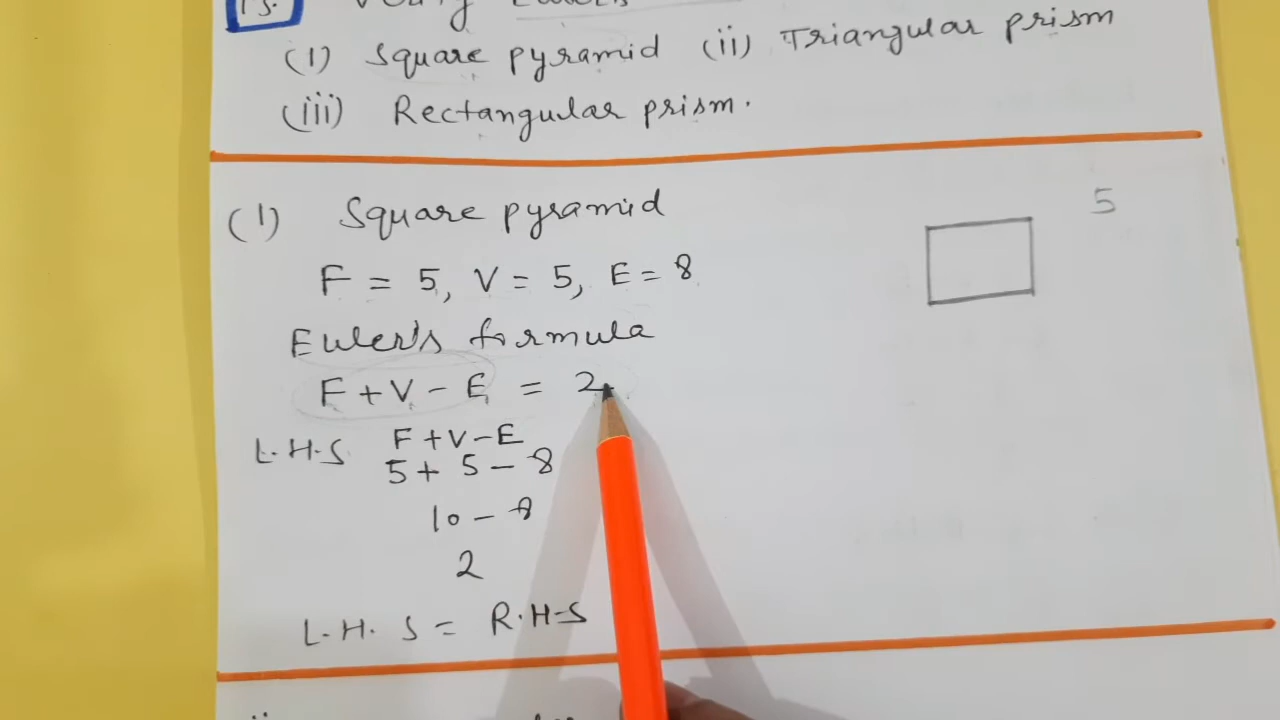 (i) Square pyramid (ii) Triangular prism
(iii) Rectangular prism.
(1) Square pyramid
5
F = 5, V = 5, E = 8
Euler's formula
F + V - E = 2
L.H.S F + V - E
5 + 5 - 8
10 - 8
2
L.H.S = R.H.S